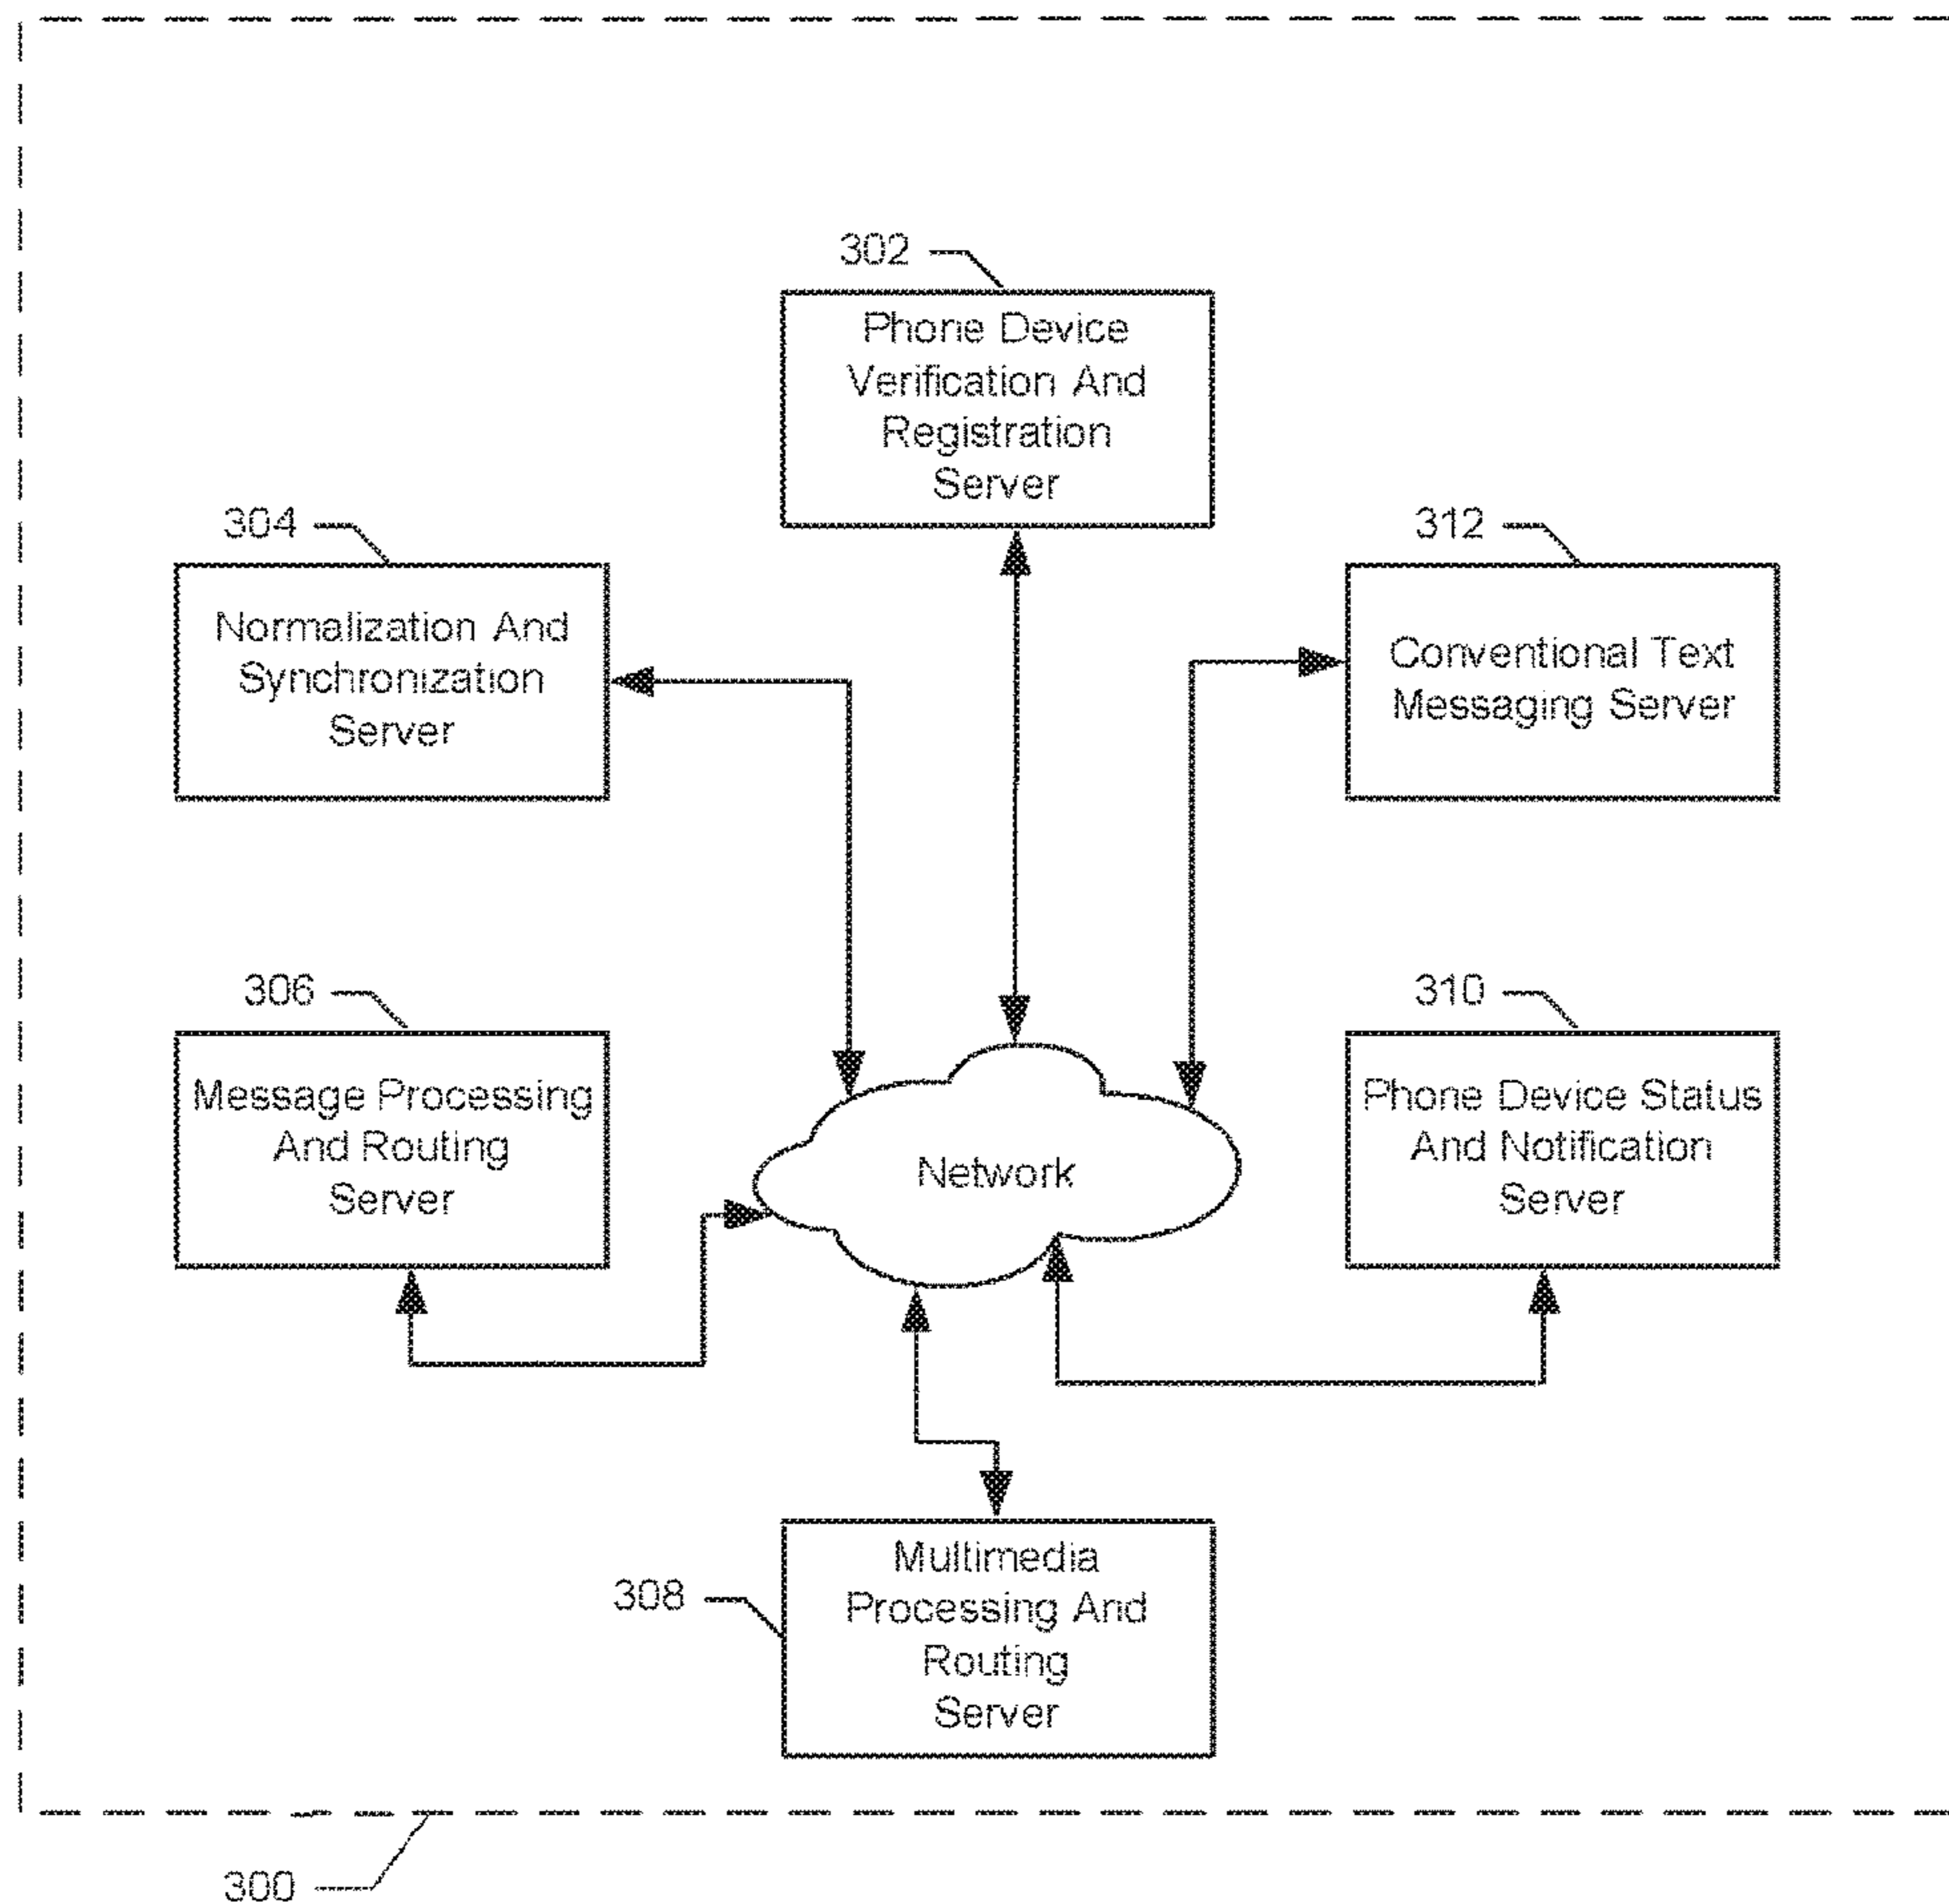 302
Phone Device
Verification And
Registration
Server
304
Normalization And
Synchronization
Server
312
Conventional Text
Messaging Server
306
Message Processing
And Routing
Server
310
Phone Device Status
And Notification
Server
Network
308
Multimedia
Processing And
Routing
Server
300